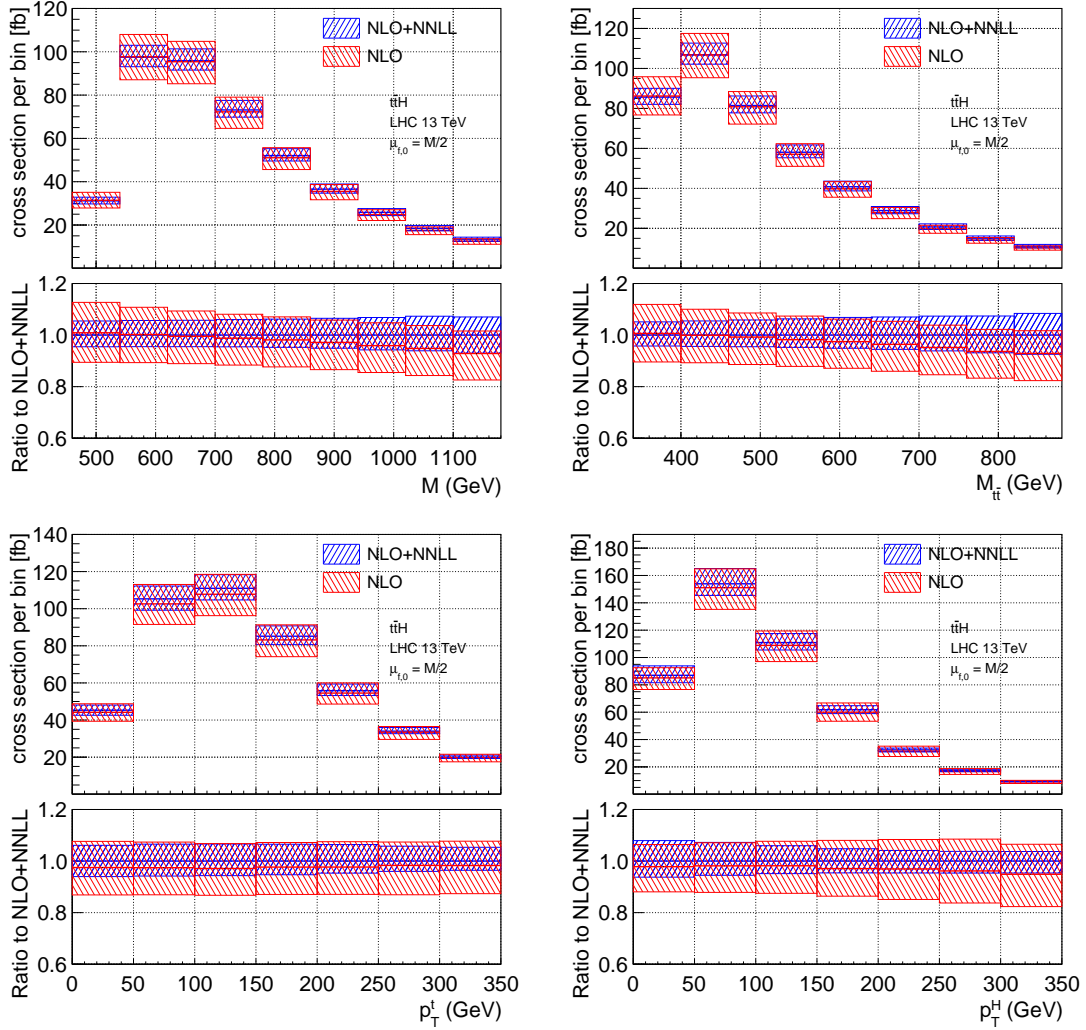 cross section per bin [fb]
120
100
80
60
40
20
NLO+NNLL
NLO
tt̄H
LHC 13 TeV
μf,0 = M/2
Ratio to NLO+NNLL
1.2
1.0
0.8
0.6
500 600 700 800 900 1000 1100
M (GeV)
cross section per bin [fb]
120
100
80
60
40
20
NLO+NNLL
NLO
tt̄H
LHC 13 TeV
μf,0 = M/2
Ratio to NLO+NNLL
1.2
1.0
0.8
0.6
400 500 600 700 800
Mtt̄ (GeV)
cross section per bin [fb]
140
120
100
80
60
40
20
NLO+NNLL
NLO
tt̄H
LHC 13 TeV
μf,0 = M/2
Ratio to NLO+NNLL
1.2
1.0
0.8
0.6
0 50 100 150 200 250 300 350
pTt (GeV)
cross section per bin [fb]
180
160
140
120
100
80
60
40
20
NLO+NNLL
NLO
tt̄H
LHC 13 TeV
μf,0 = M/2
Ratio to NLO+NNLL
1.2
1.0
0.8
0.6
0 50 100 150 200 250 300 350
pTH (GeV)